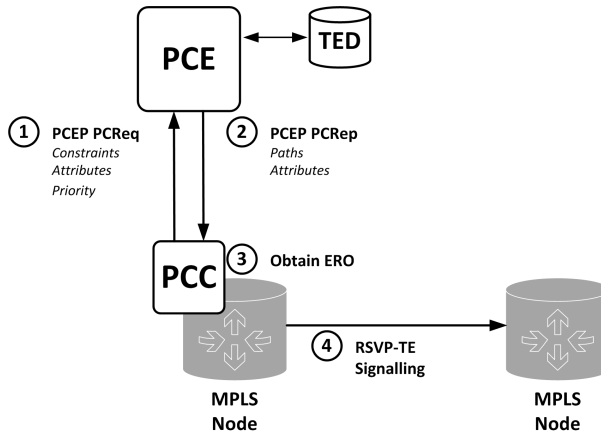 PCE
TED
1 PCEP PCReq
Constraints
Attributes
Priority
2 PCEP PCRep
Paths
Attributes
PCC
3 Obtain ERO
4 RSVP-TE
Signalling
MPLS
Node
MPLS
Node